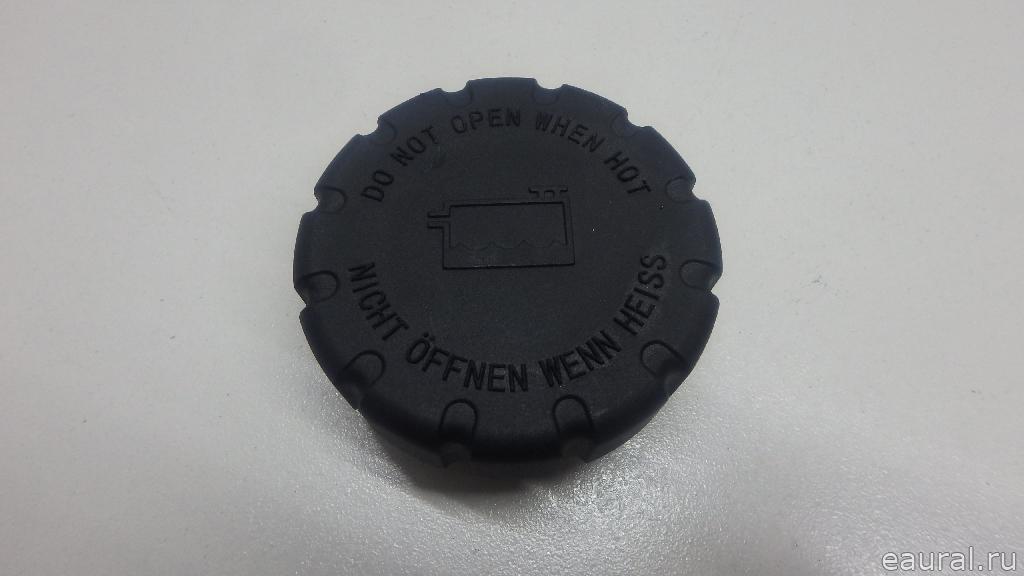 DO NOT OPEN WHEN HOT
NICHT ÖFFNEN WENN HEISS
eaural.ru